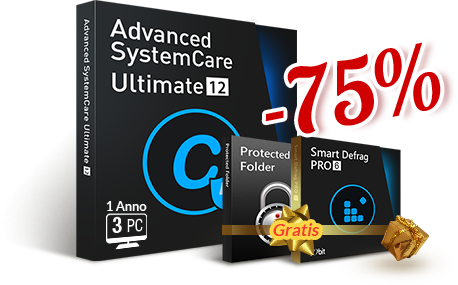 Advanced
SystemCare
Ultimate 12
Advanced SystemCare Ultimate 12
1 Anno
3 PC
-75%
Protected Folder
Protected
Folder
Smart Defrag
PRO 6
Gratis